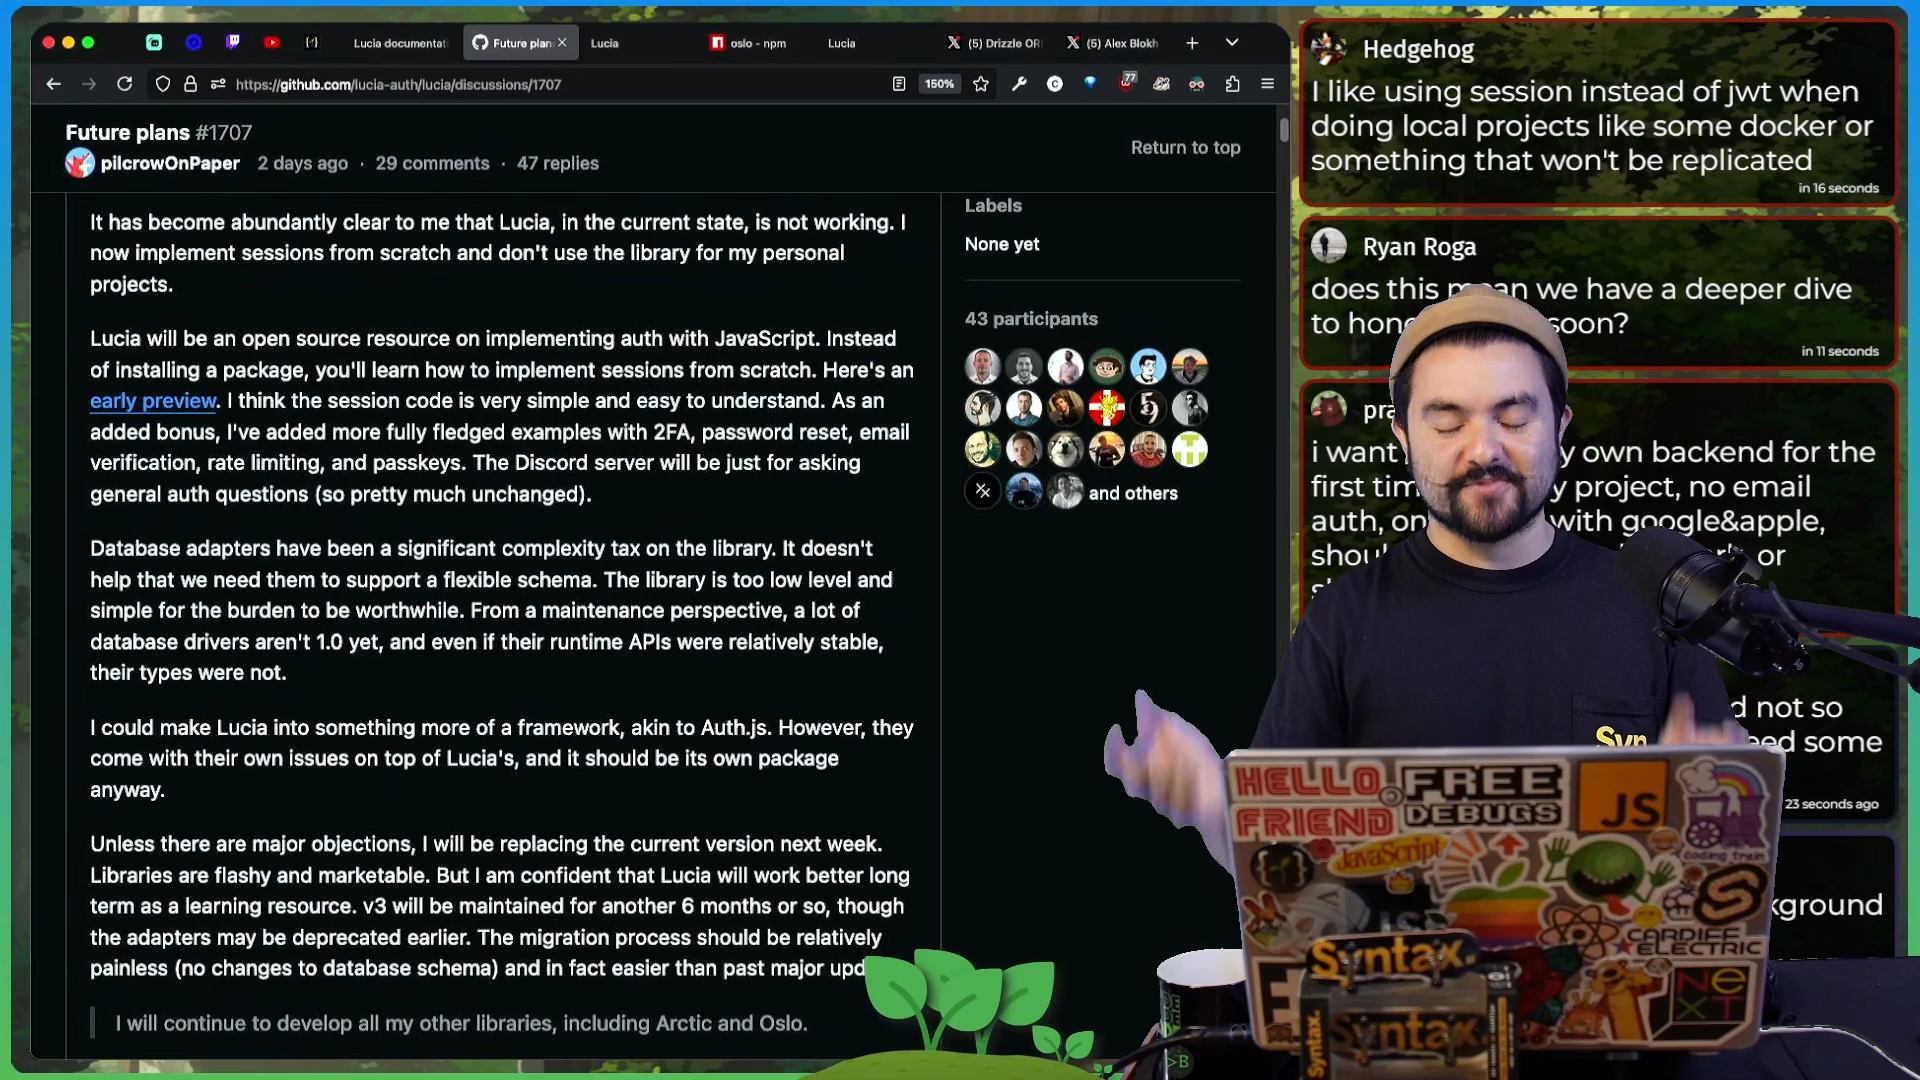 Lucia documentat
Future plan
Lucia
oslo - npm
Lucia
(5) Drizzle OR
(5) Alex Blokh
https://github.com/lucia-auth/lucia/discussions/1707
150%
77
Future plans #1707
pilcrowOnPaper 2 days ago · 29 comments · 47 replies
Return to top
It has become abundantly clear to me that Lucia, in the current state, is not working. I
now implement sessions from scratch and don't use the library for my personal
projects.
Lucia will be an open source resource on implementing auth with JavaScript. Instead
of installing a package, you'll learn how to implement sessions from scratch. Here's an
early preview. I think the session code is very simple and easy to understand. As an
added bonus, I've added more fully fledged examples with 2FA, password reset, email
verification, rate limiting, and passkeys. The Discord server will be just for asking
general auth questions (so pretty much unchanged).
Database adapters have been a significant complexity tax on the library. It doesn't
help that we need them to support a flexible schema. The library is too low level and
simple for the burden to be worthwhile. From a maintenance perspective, a lot of
database drivers aren't 1.0 yet, and even if their runtime APIs were relatively stable,
their types were not.
I could make Lucia into something more of a framework, akin to Auth.js. However, they
come with their own issues on top of Lucia's, and it should be its own package
anyway.
Unless there are major objections, I will be replacing the current version next week.
Libraries are flashy and marketable. But I am confident that Lucia will work better long
term as a learning resource. v3 will be maintained for another 6 months or so, though
the adapters may be deprecated earlier. The migration process should be relatively
painless (no changes to database schema) and in fact easier than past major upd
I will continue to develop all my other libraries, including Arctic and Oslo.
Labels
None yet
43 participants
and others
Hedgehog
I like using session instead of jwt when
doing local projects like some docker or
something that won't be replicated
in 16 seconds
Ryan Roga
does this mean we have a deeper dive
to hon soon?
in 11 seconds
pra
i want y own backend for the
first tim y project, no email
auth, on with google&apple,
shou or
d not so
eed some
23 seconds ago
kground
Syn
HELLO
FRIEND
FREE
DEBUGS
JS
JavaScript
coding train
CARDIFF
ELECTRIC
NEXT
Syntax.
Syntax.
Syntax.
>B